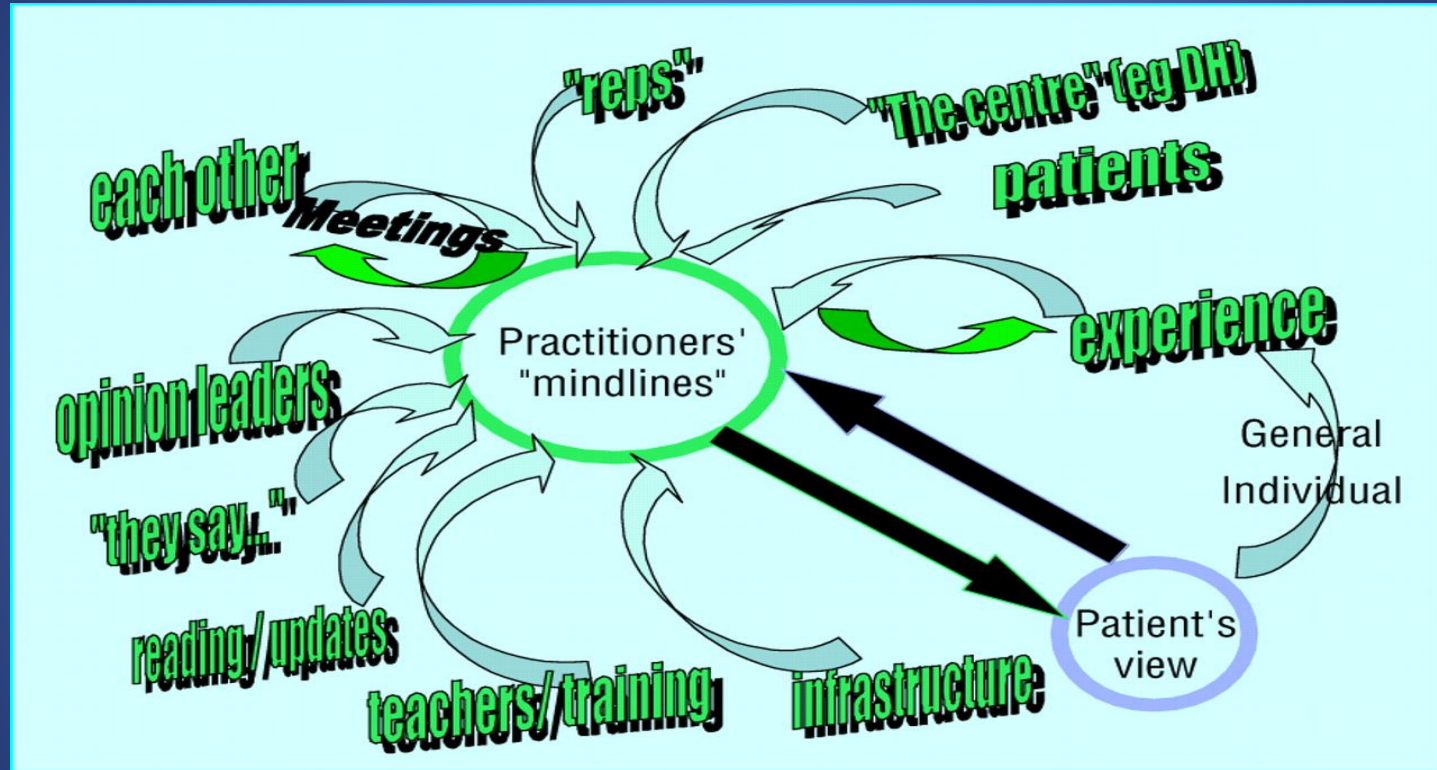 "reps"
"The centre" (eg DH)
patients
each other
Meetings
experience
Practitioners'
"mindlines"
opinion leaders
General
Individual
"they say..."
reading / updates
teachers / training
infrastructure
Patient's
view